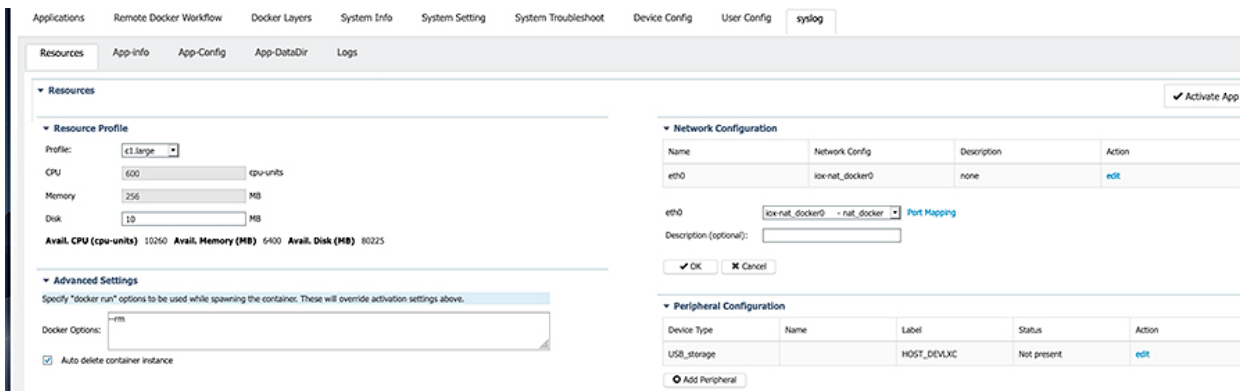 Applications Remote Docker Workflow Docker Layers System Info System Setting System Troubleshoot Device Config User Config syslog
Resources App-info App-Config App-DataDir Logs
Resources
Activate App
Resource Profile
Profile: c1.large
CPU 600 cpu-units
Memory 256 MB
Disk 10 MB
Avail. CPU (cpu-units) 10260 Avail. Memory (MB) 6400 Avail. Disk (MB) 80225
Advanced Settings
Specify "docker run" options to be used while spawning the container. These will override activation settings above.
Docker Options: --rm
Auto delete container instance
Network Configuration
Name Network Config Description Action
eth0 iox-nat_docker0 none edit
eth0 iox-nat_docker0 - nat_docker Port Mapping
Description (optional):
OK Cancel
Peripheral Configuration
Device Type Name Label Status Action
USB_storage HOST_DEVLXC Not present edit
Add Peripheral